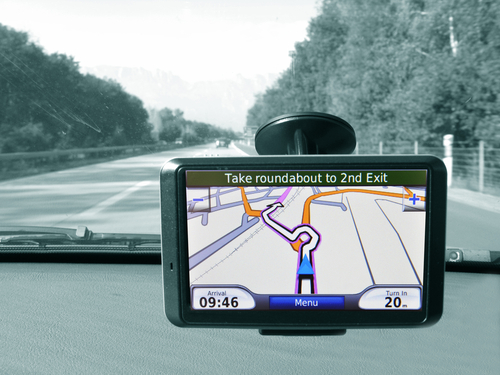 Take roundabout to 2nd Exit
- +
Arrival
09:46
Menu
Turn In
20m